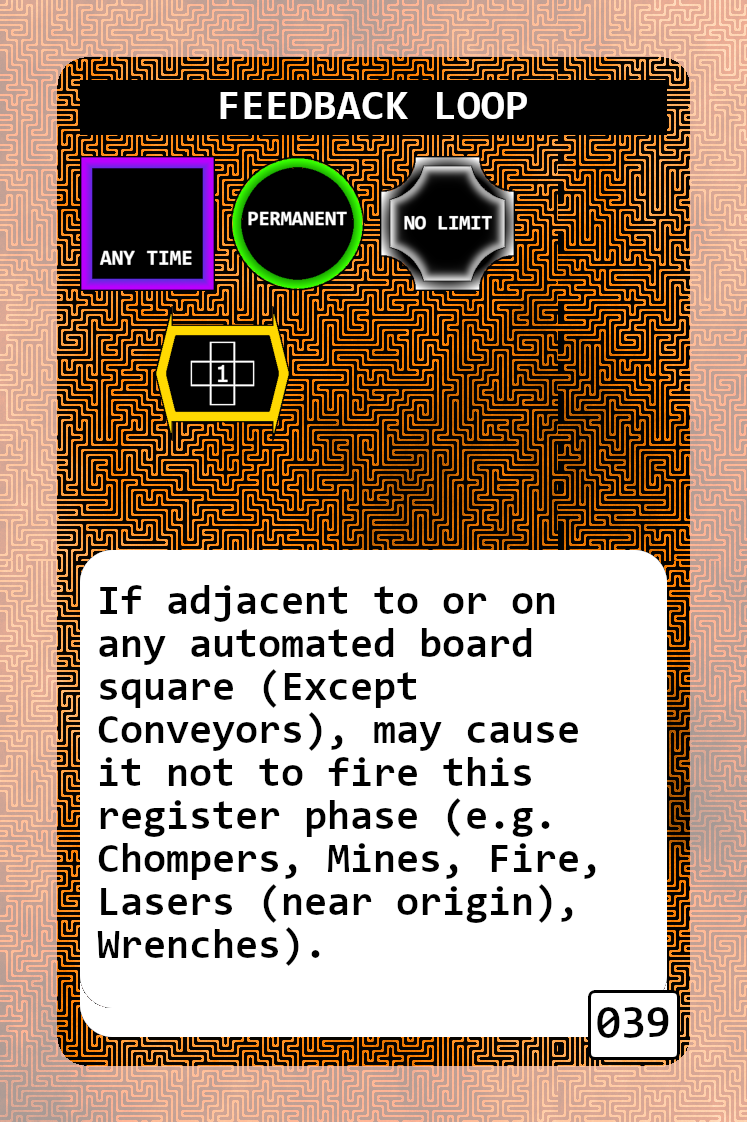 FEEDBACK LOOP
ANY TIME
PERMANENT
NO LIMIT
1
If adjacent to or on
any automated board
square (Except
Conveyors), may cause
it not to fire this
register phase (e.g.
Chompers, Mines, Fire,
Lasers (near origin),
Wrenches).
039